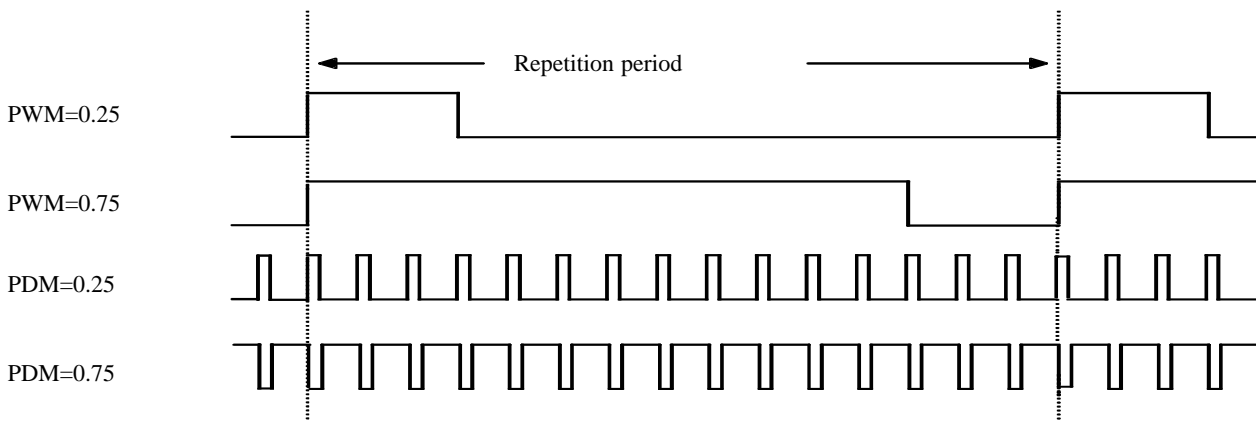 Repetition period
PWM=0.25
PWM=0.75
PDM=0.25
PDM=0.75